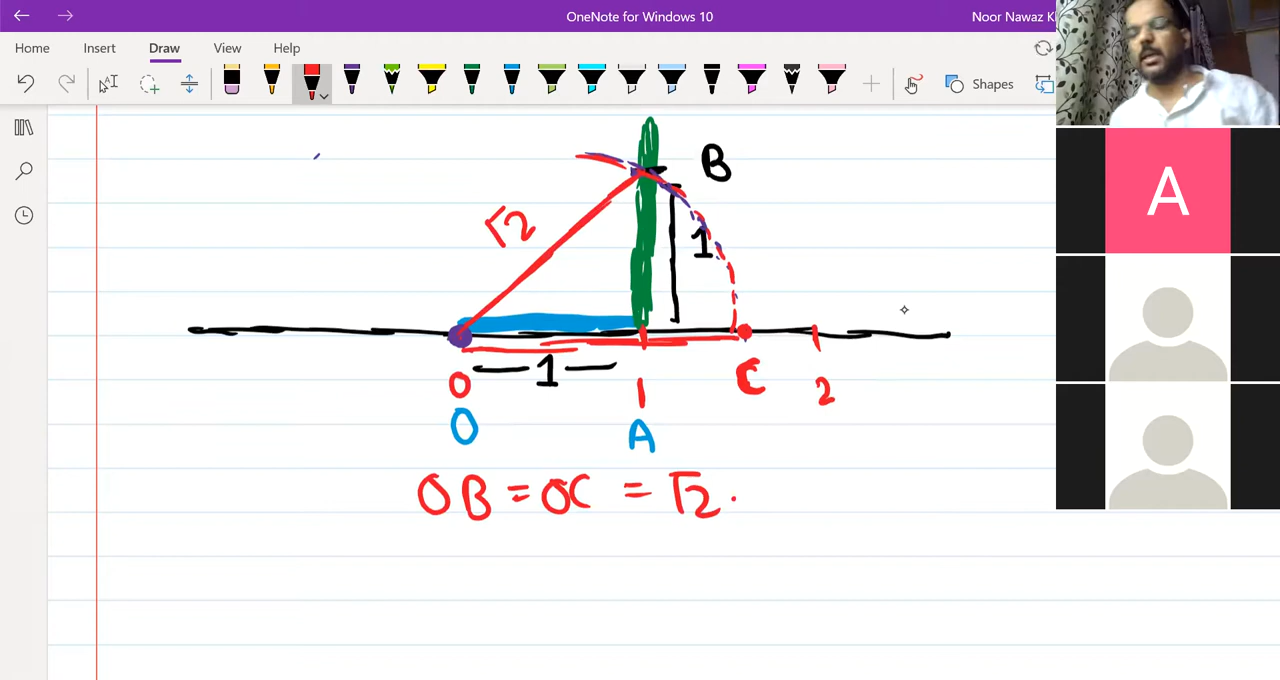 OneNote for Windows 10
Noor Nawaz K
Home Insert Draw View Help
Shapes
A
B
√2
1
1
0 1 C 2
O A
OB = OC = √2.